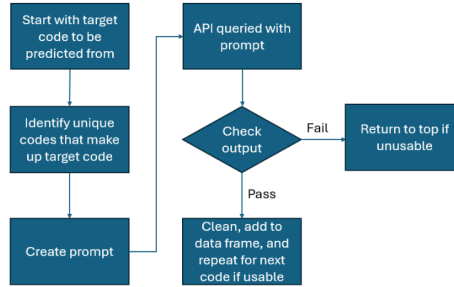 Start with target
code to be
predicted from
Identify unique
codes that make
up target code
Create prompt
API queried with
prompt
Check
output
Fail
Return to top if
unusable
Pass
Clean, add to
data frame, and
repeat for next
code if usable